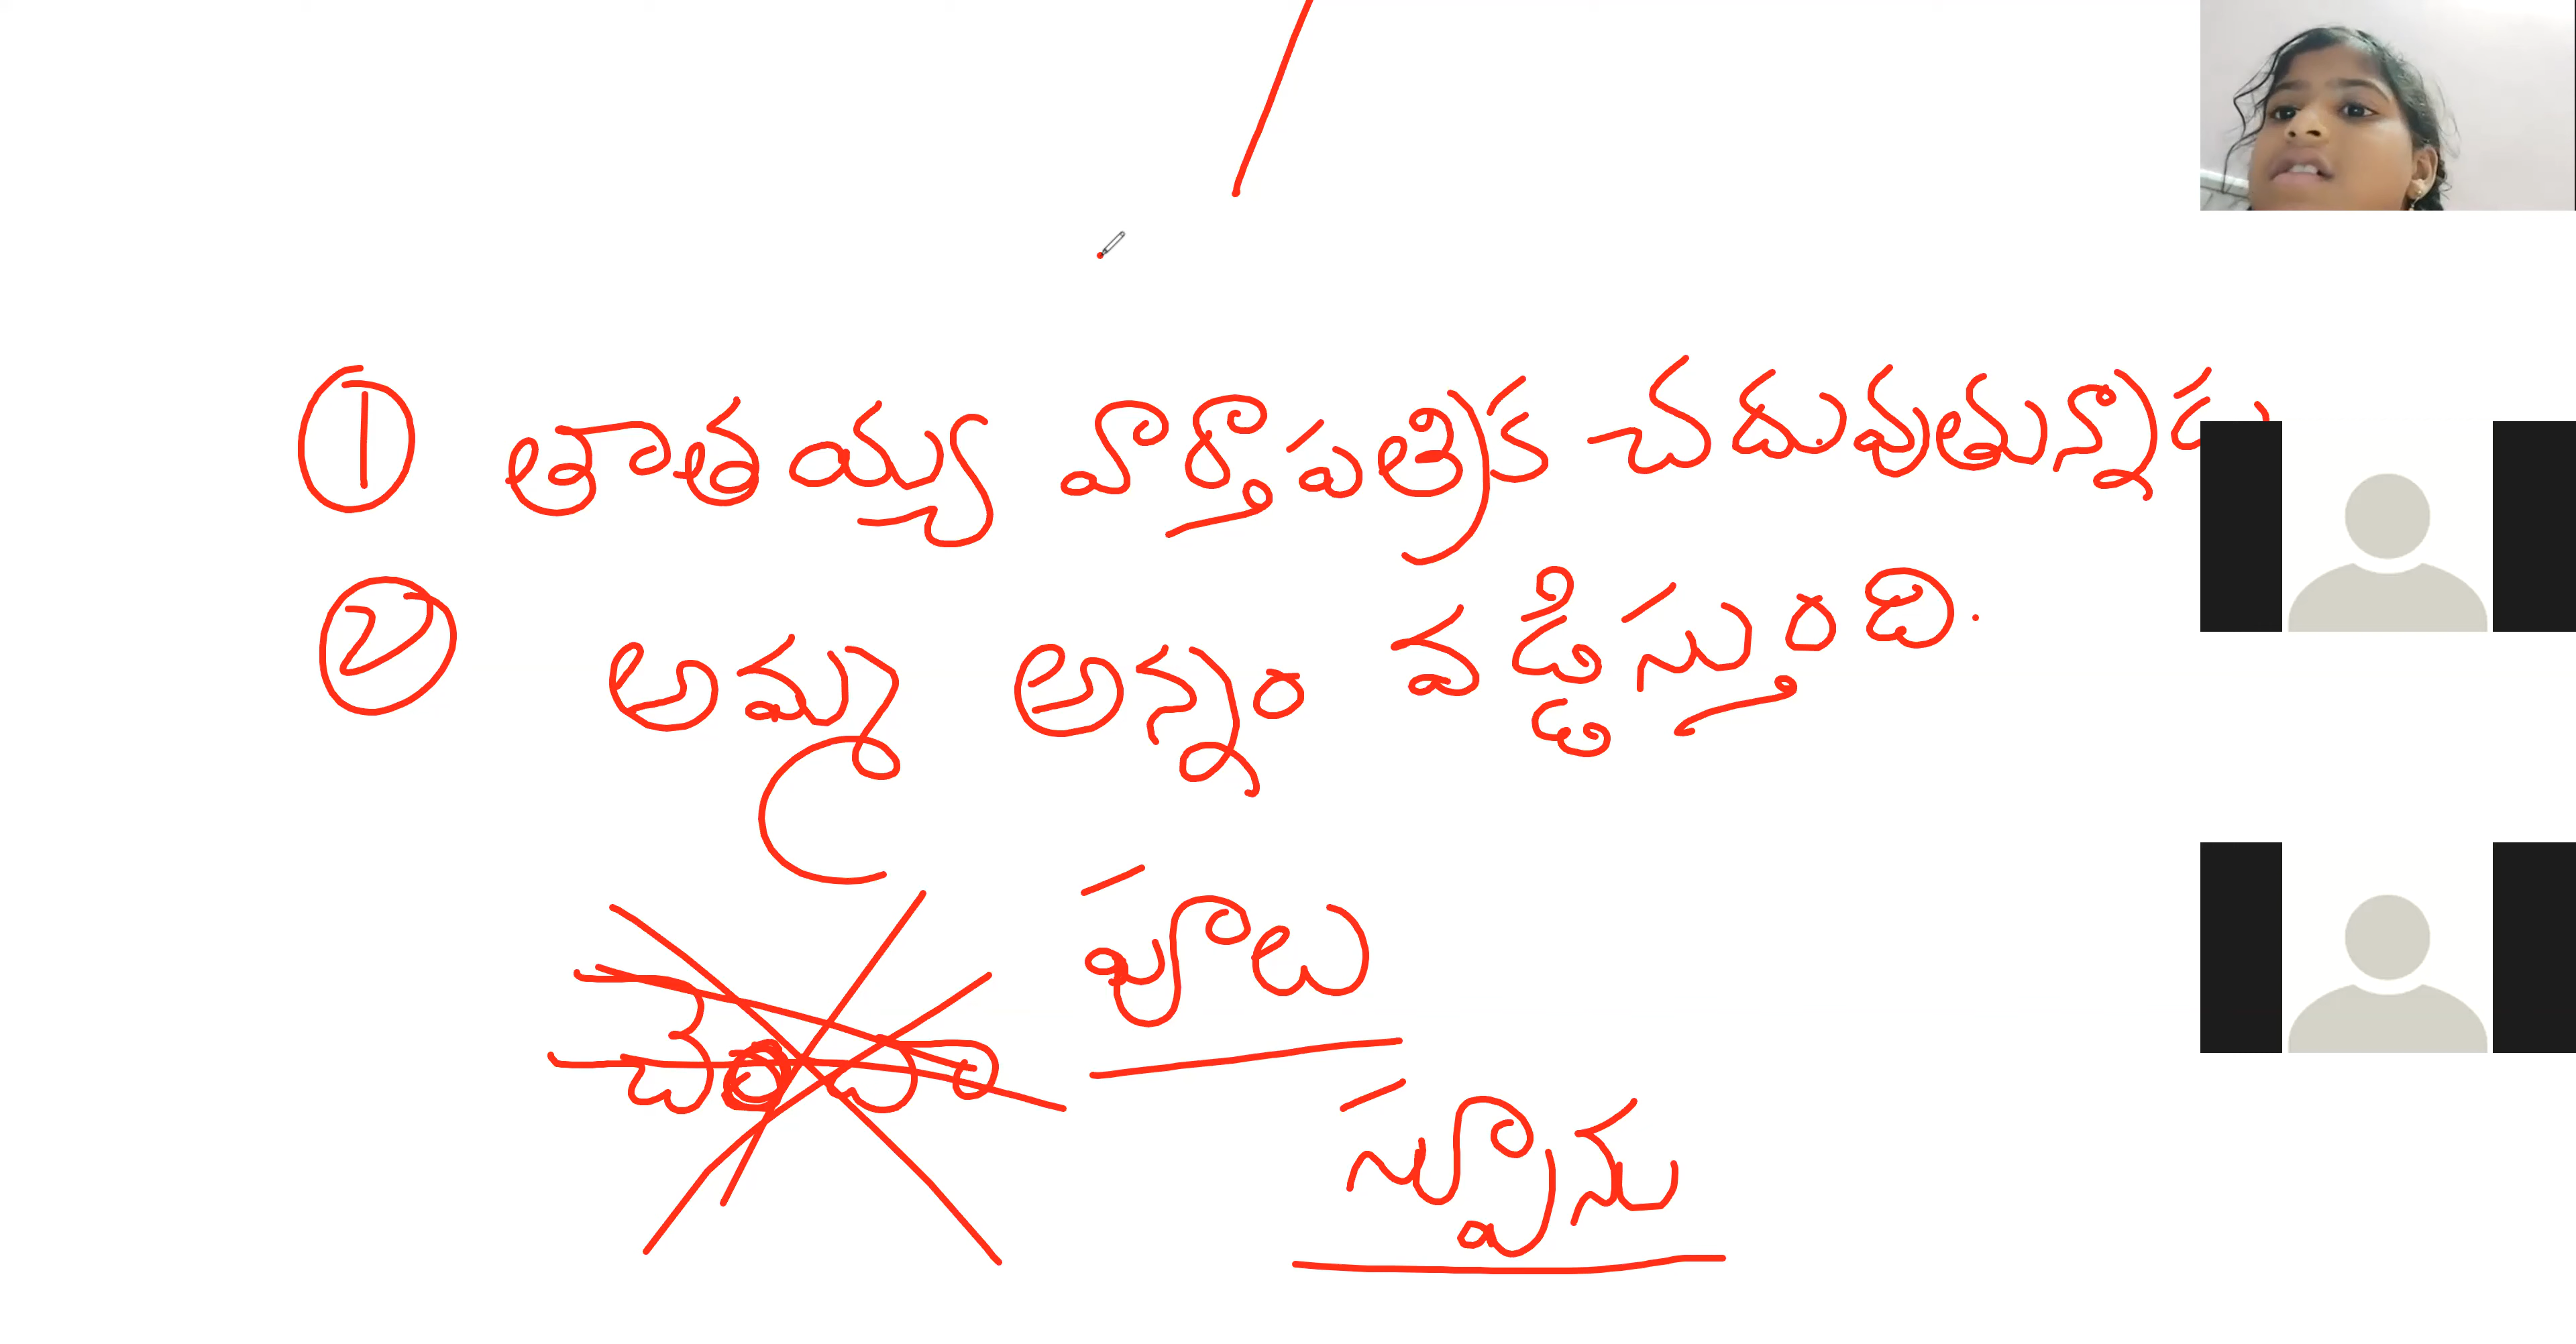 ① తాతయ్య వార్తాపత్రిక చదువుతున్నాడు
② అమ్మ అన్నం వడ్డిస్తుంది.
పూలు
స్పూను